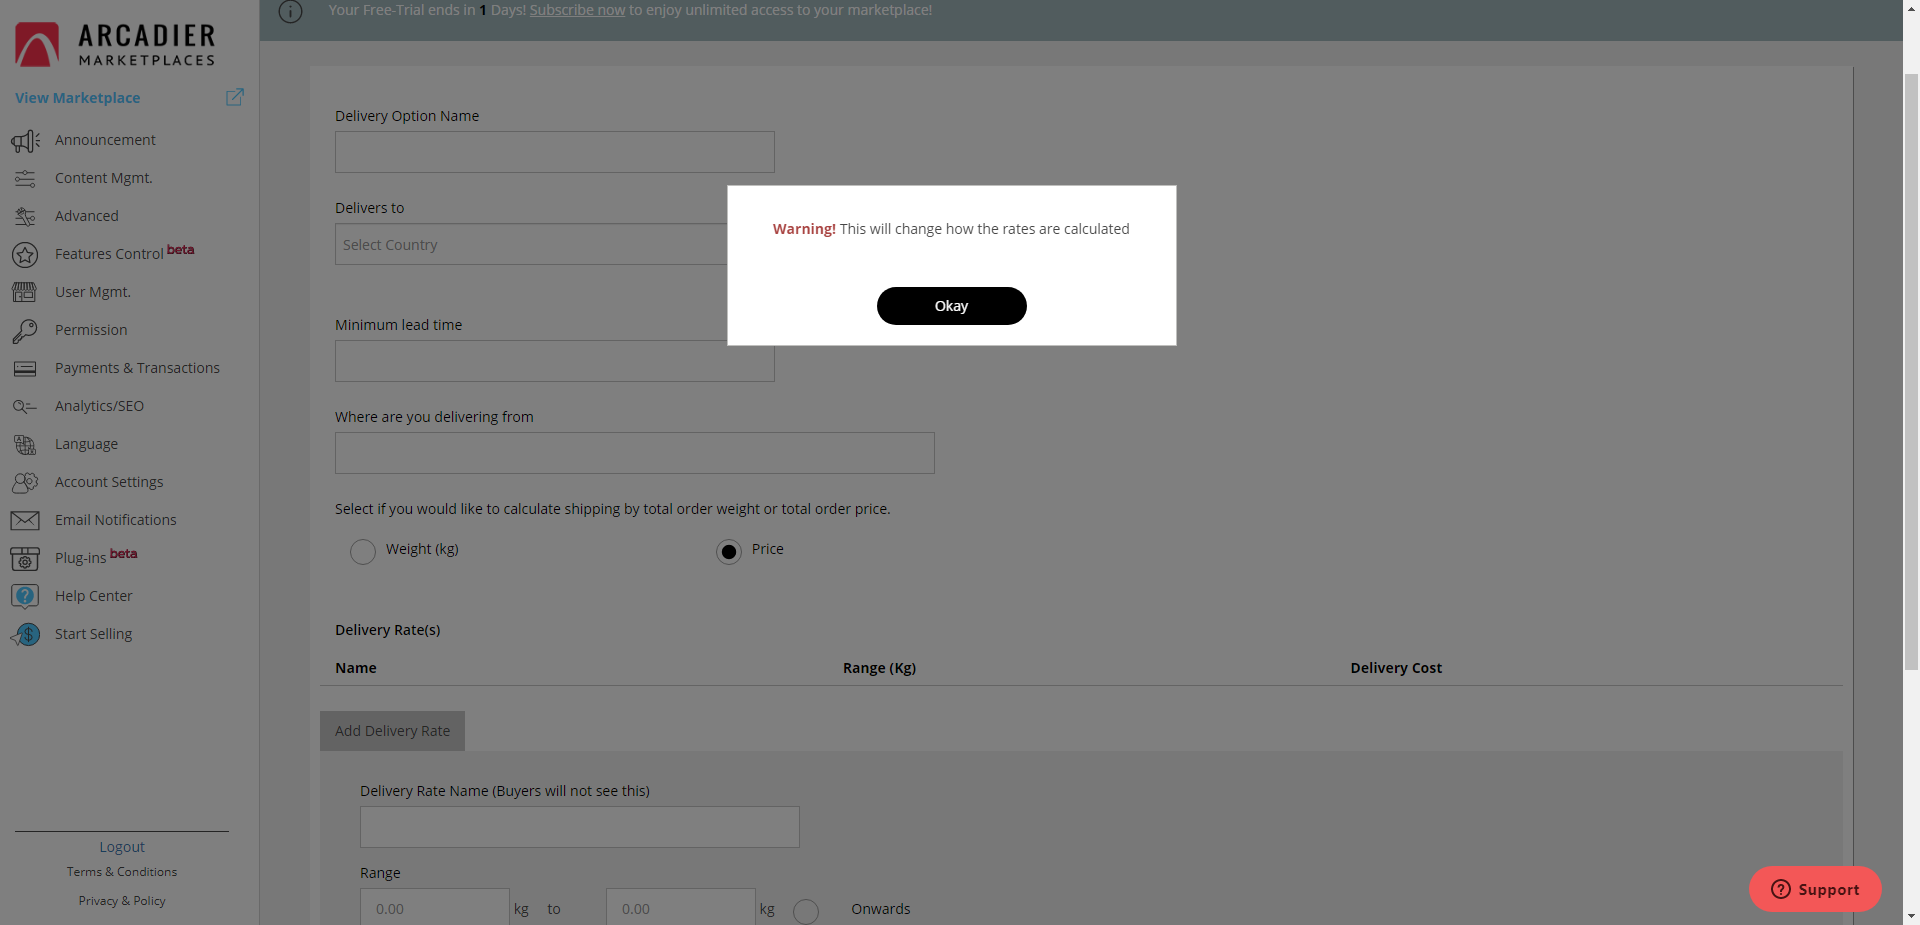 Your Free-Trial ends in 1 Days! Subscribe now to enjoy unlimited access to your marketplace!
ARCADIER
MARKETPLACES
View Marketplace
Announcement
Content Mgmt.
Advanced
Features Control beta
User Mgmt.
Permission
Payments & Transactions
Analytics/SEO
Language
Account Settings
Email Notifications
Plug-ins beta
Help Center
Start Selling
Logout
Terms & Conditions
Privacy & Policy
Delivery Option Name
Delivers to
Select Country
Warning! This will change how the rates are calculated
Okay
Minimum lead time
Where are you delivering from
Select if you would like to calculate shipping by total order weight or total order price.
Weight (kg) Price
Delivery Rate(s)
Name Range (Kg) Delivery Cost
Add Delivery Rate
Delivery Rate Name (Buyers will not see this)
Range
0.00 kg to 0.00 kg Onwards
Support